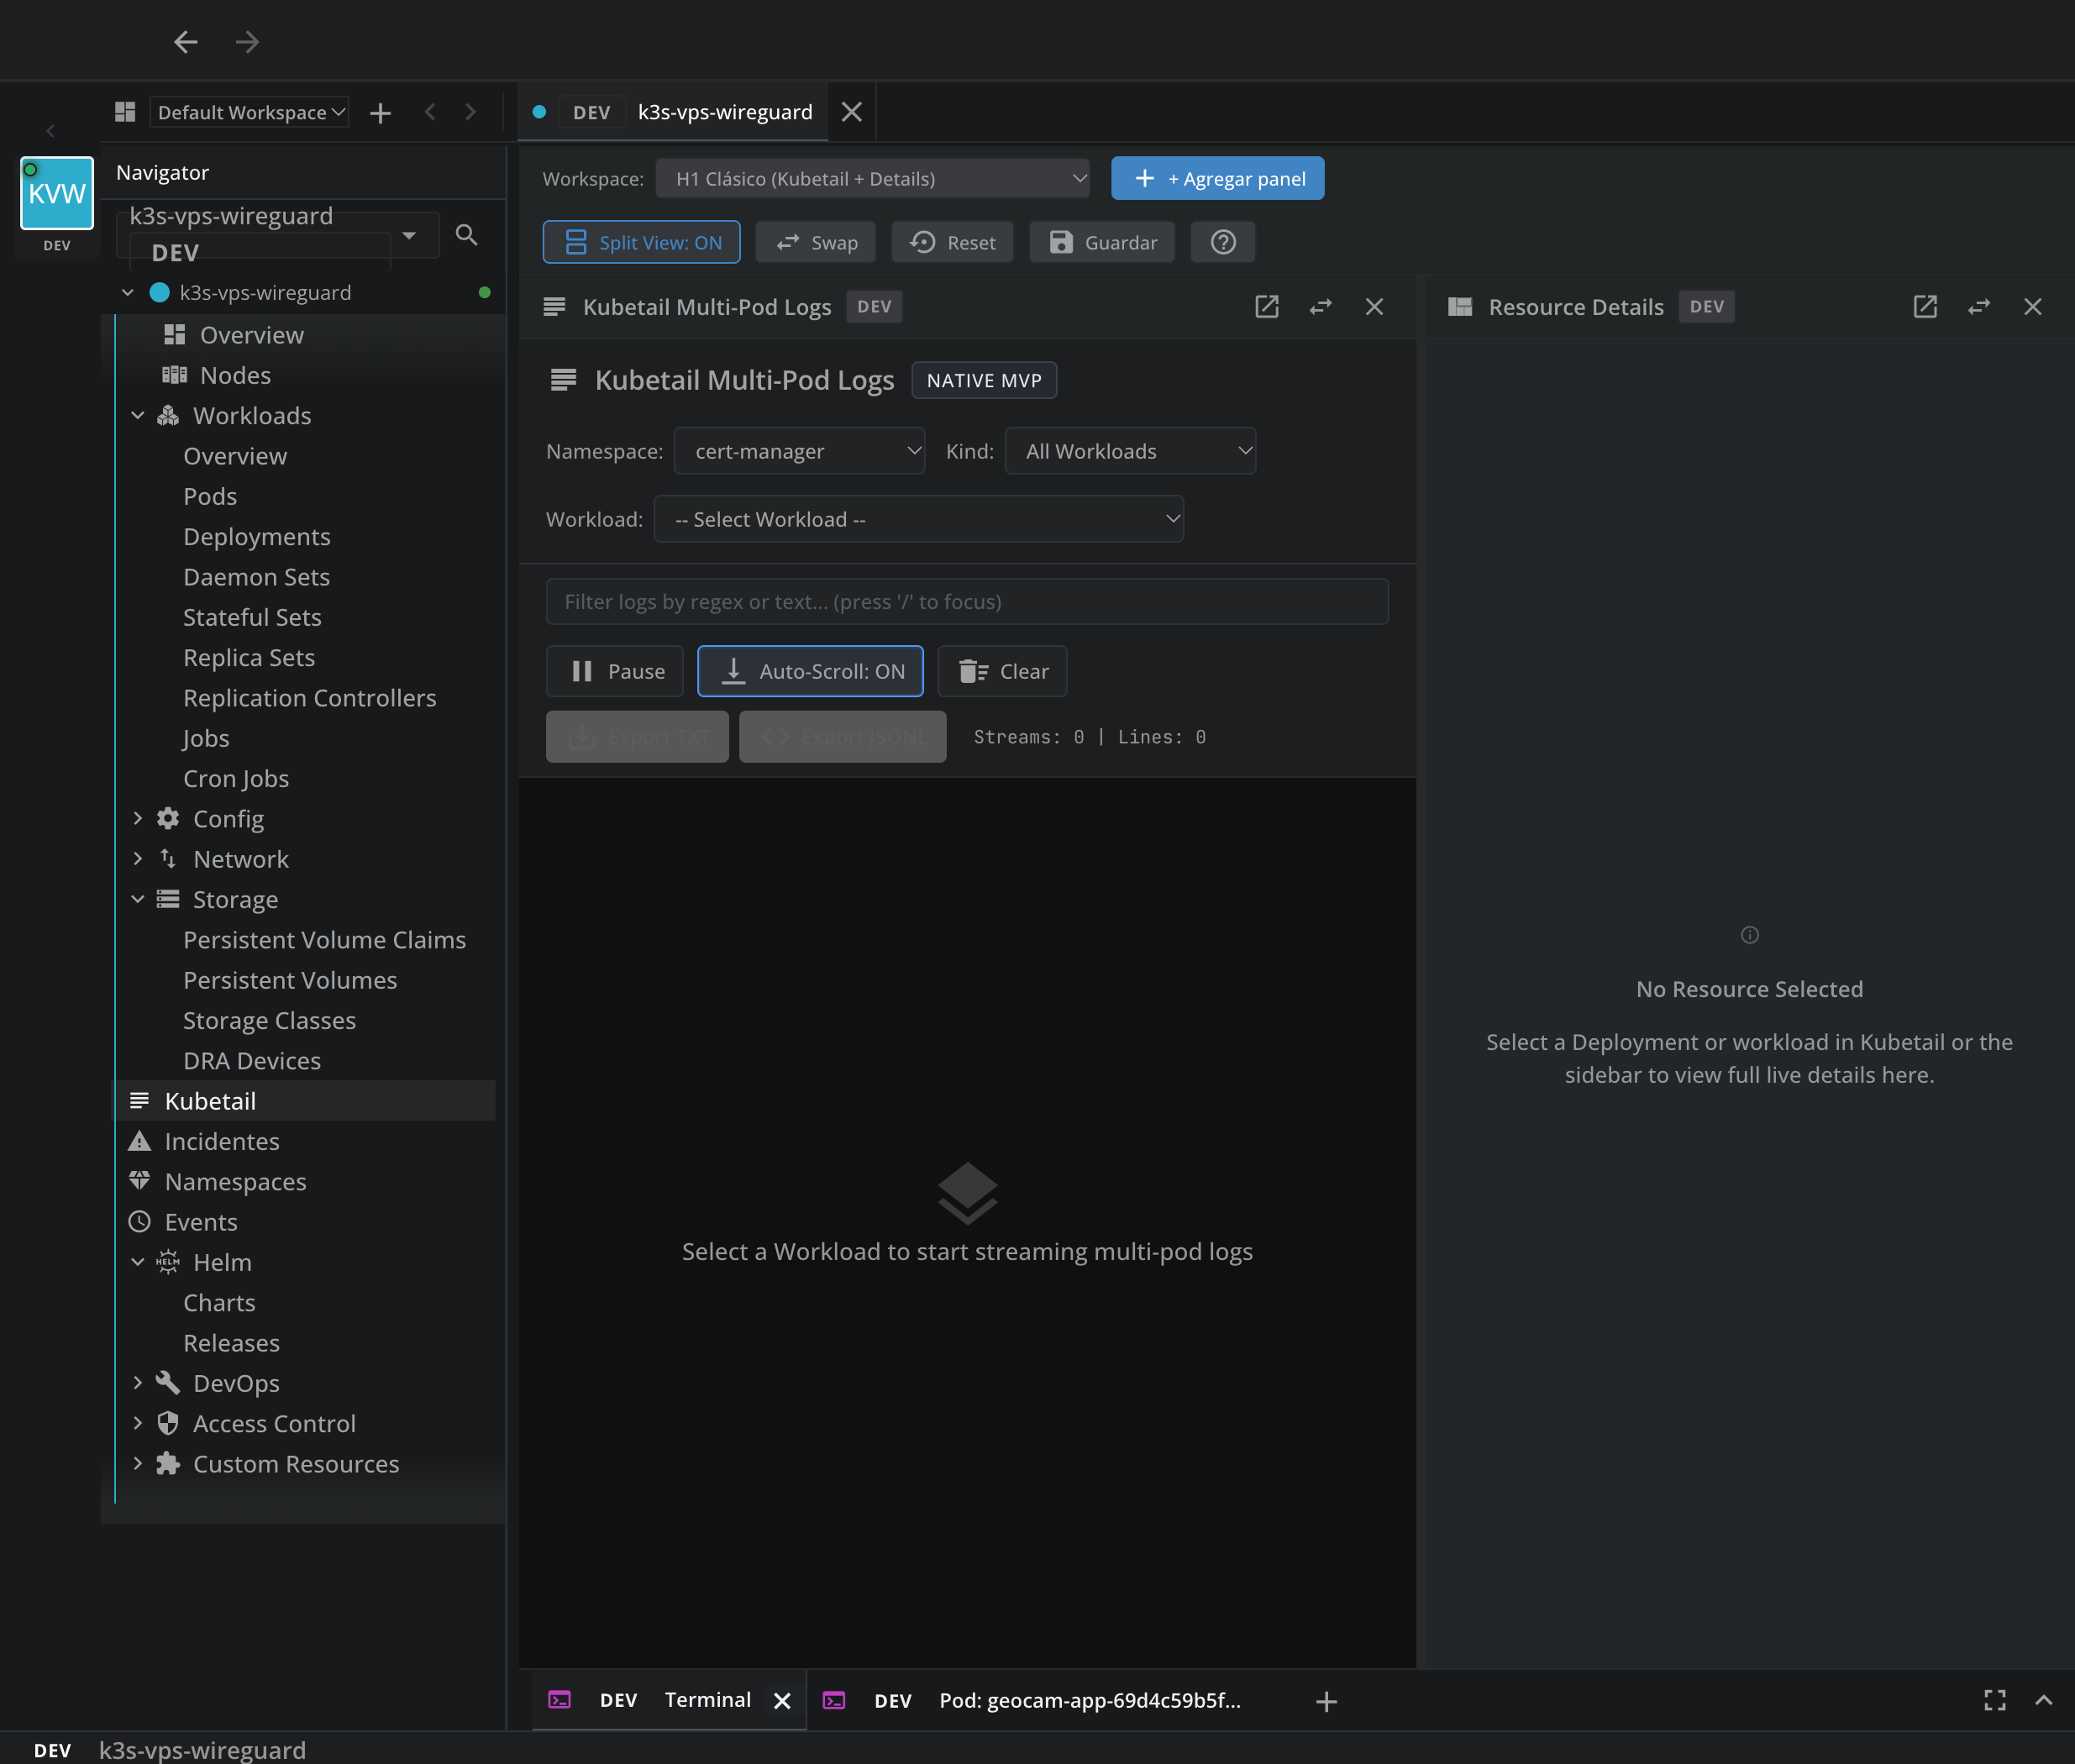 Default Workspace
DEV k3s-vps-wireguard
KVW
DEV
Navigator
k3s-vps-wireguard
DEV
k3s-vps-wireguard
Overview
Nodes
Workloads
Overview
Pods
Deployments
Daemon Sets
Stateful Sets
Replica Sets
Replication Controllers
Jobs
Cron Jobs
Config
Network
Storage
Persistent Volume Claims
Persistent Volumes
Storage Classes
DRA Devices
Kubetail
Incidentes
Namespaces
Events
HELM Helm
Charts
Releases
DevOps
Access Control
Custom Resources
Workspace: H1 Clásico (Kubetail + Details) + Agregar panel
Split View: ON Swap Reset Guardar
Kubetail Multi-Pod Logs DEV
Kubetail Multi-Pod Logs NATIVE MVP
Namespace: cert-manager Kind: All Workloads
Workload: -- Select Workload --
Filter logs by regex or text... (press '/' to focus)
Pause Auto-Scroll: ON Clear
Export TXT Export JSONL Streams: 0 | Lines: 0
Select a Workload to start streaming multi-pod logs
Resource Details DEV
No Resource Selected
Select a Deployment or workload in Kubetail or the
sidebar to view full live details here.
DEV Terminal DEV Pod: geocam-app-69d4c59b5f...
DEV k3s-vps-wireguard